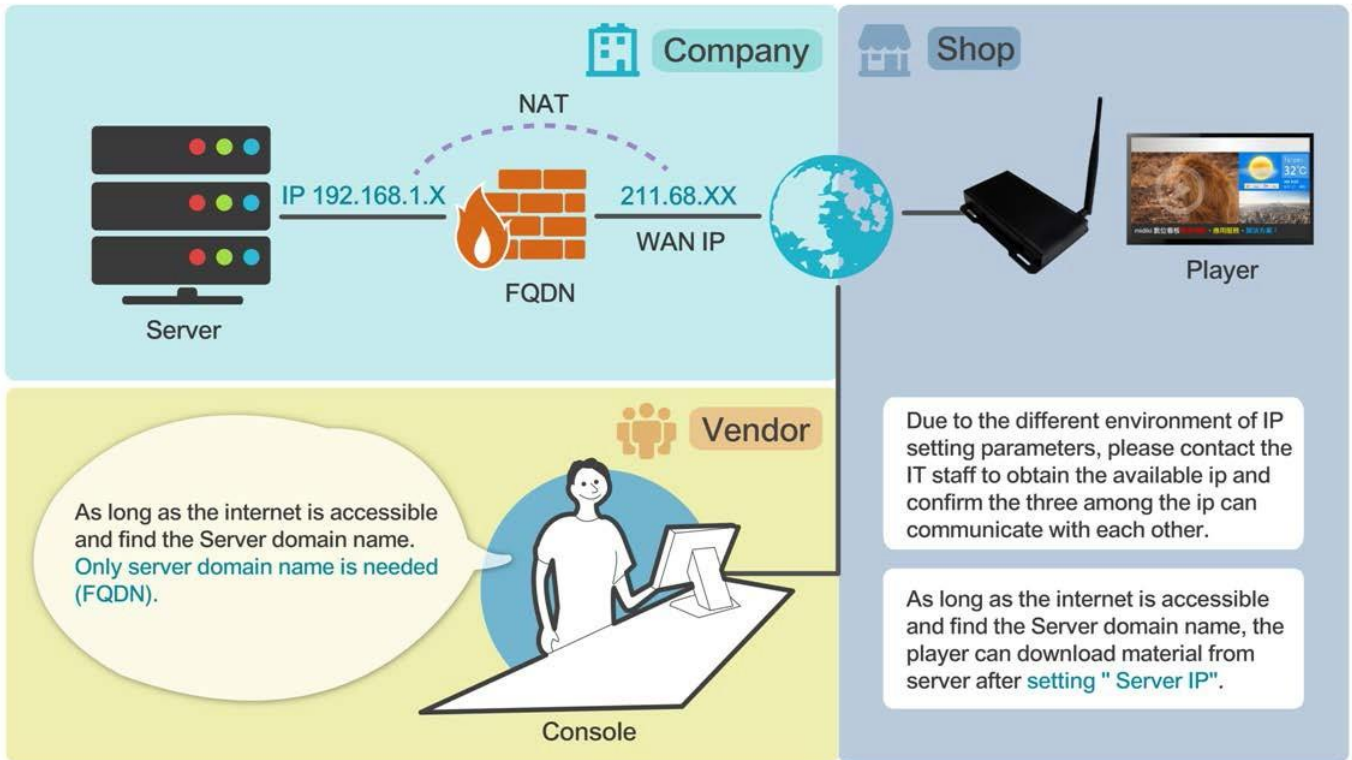 Company
Shop
NAT
IP 192.168.1.X
211.68.XX
WAN IP
FQDN
Server
32°C
Player
Vendor
As long as the internet is accessible
and find the Server domain name.
Only server domain name is needed
(FQDN).
Console
Due to the different environment of IP
setting parameters, please contact the
IT staff to obtain the available ip and
confirm the three among the ip can
communicate with each other.
As long as the internet is accessible
and find the Server domain name, the
player can download material from
server after setting " Server IP".